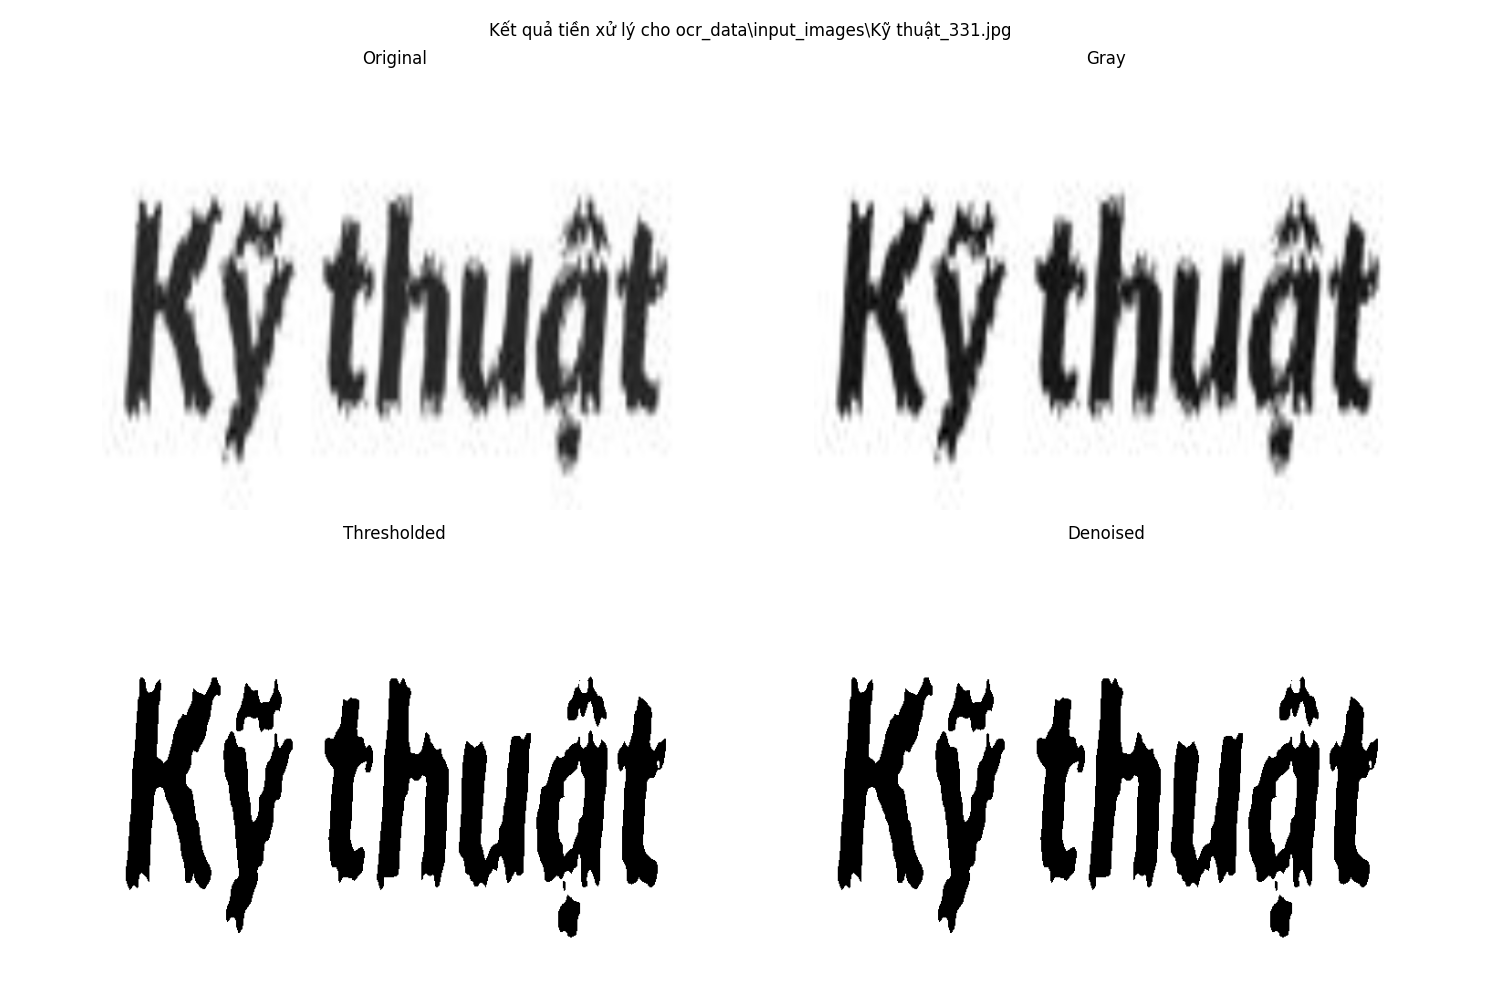 Kết quả tiền xử lý cho ocr_data\input_images\Kỹ thuật_331.jpg
Original
Gray
Kỹ thuật
Kỹ thuật
Thresholded
Denoised
Kỹ thuật
Kỹ thuật